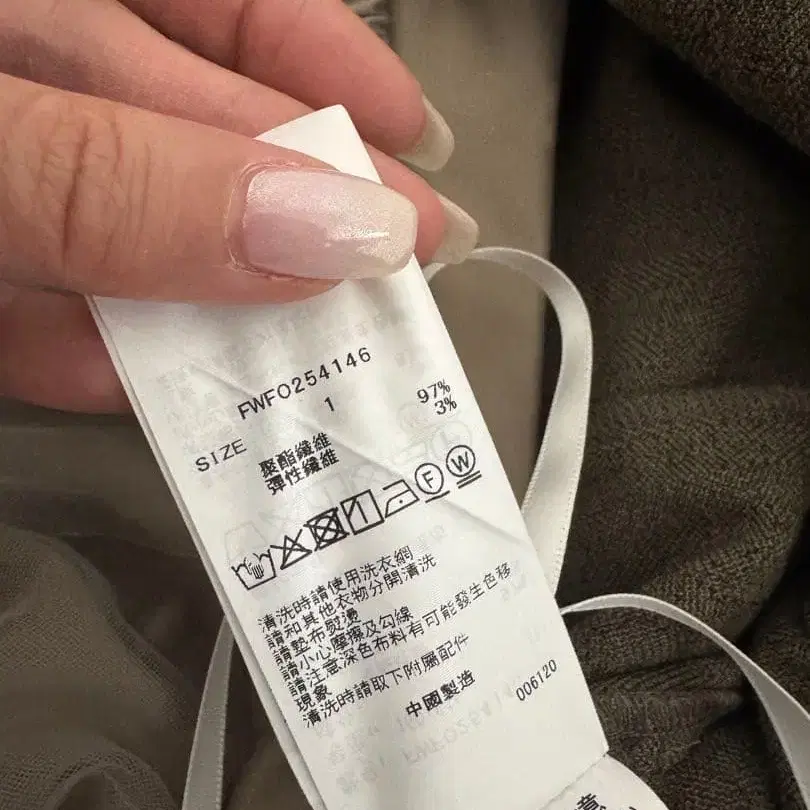 FWF0254146
SIZE 1
聚酯纖維 97%
彈性纖維 3%
F W
清洗時請使用洗衣網
請和其他衣物分開清洗
請墊布熨燙
請小心摩擦及勾線
請注意深色布料有可能發生色移
現象
清洗時請取下附屬配件
中國製造
006120
意